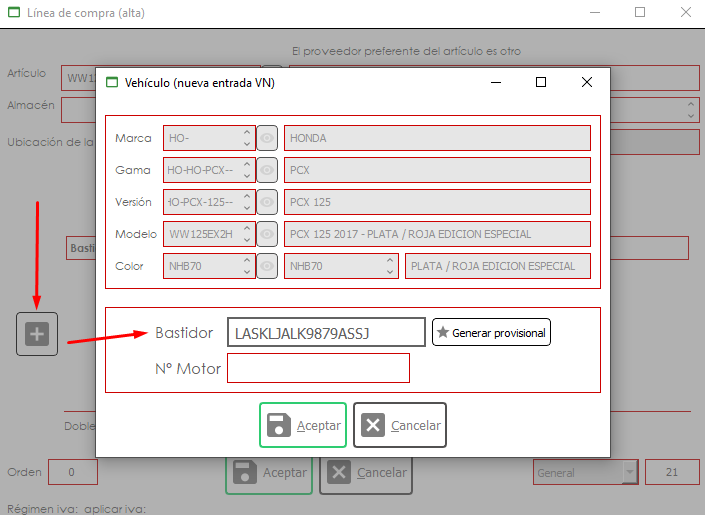 Línea de compra (alta)
El proveedor preferente del artículo es otro
Artículo
Almacén
Ubicación de la
Vehículo (nueva entrada VN)
Marca HO- HONDA
Gama HO-HO-PCX-- PCX
Versión HO-PCX-125-- PCX 125
Modelo WW125EX2H PCX 125 2017 - PLATA / ROJA EDICION ESPECIAL
Color NHB70 NHB70 PLATA / ROJA EDICION ESPECIAL
Bastidor LASKLJALK9879ASSJ Generar provisional
Nº Motor
Aceptar Cancelar
Doble
Orden 0 Aceptar Cancelar General 21
Régimen iva: aplicar iva: